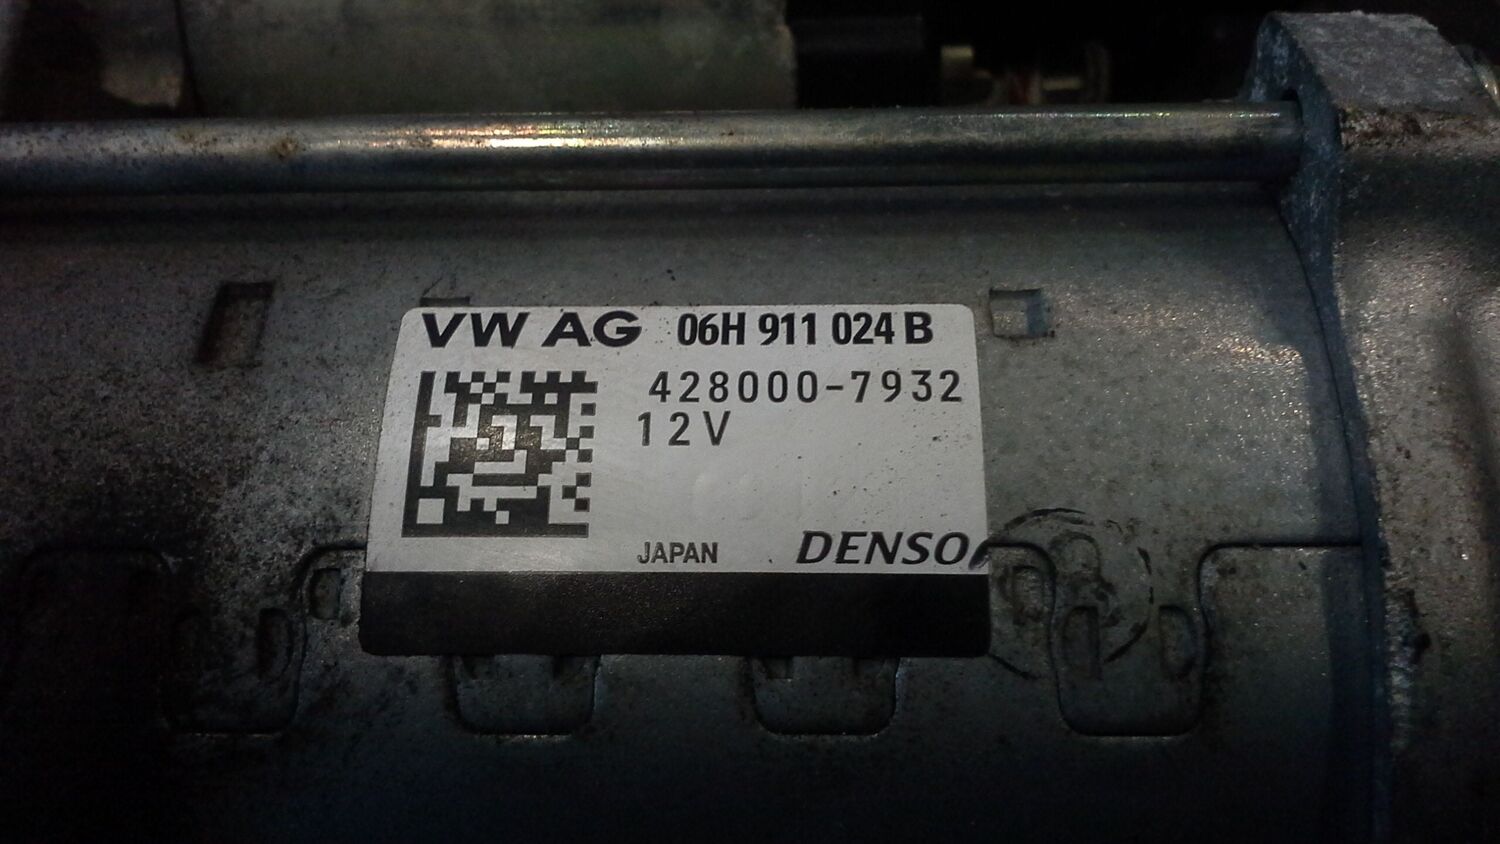 VW AG 06H 911 024 B
428000-7932
12V
JAPAN DENSO